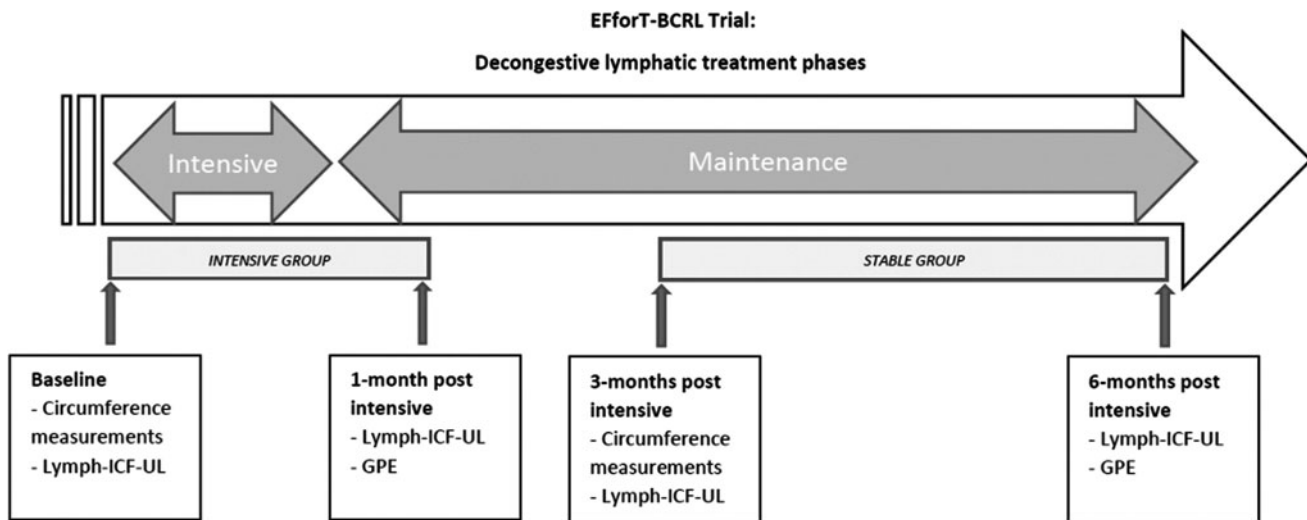 EFforT-BCRL Trial:
Decongestive lymphatic treatment phases
Intensive
Maintenance
INTENSIVE GROUP
STABLE GROUP
Baseline
- Circumference
measurements
- Lymph-ICF-UL
1-month post
intensive
- Lymph-ICF-UL
- GPE
3-months post
intensive
- Circumference
measurements
- Lymph-ICF-UL
6-months post
intensive
- Lymph-ICF-UL
- GPE